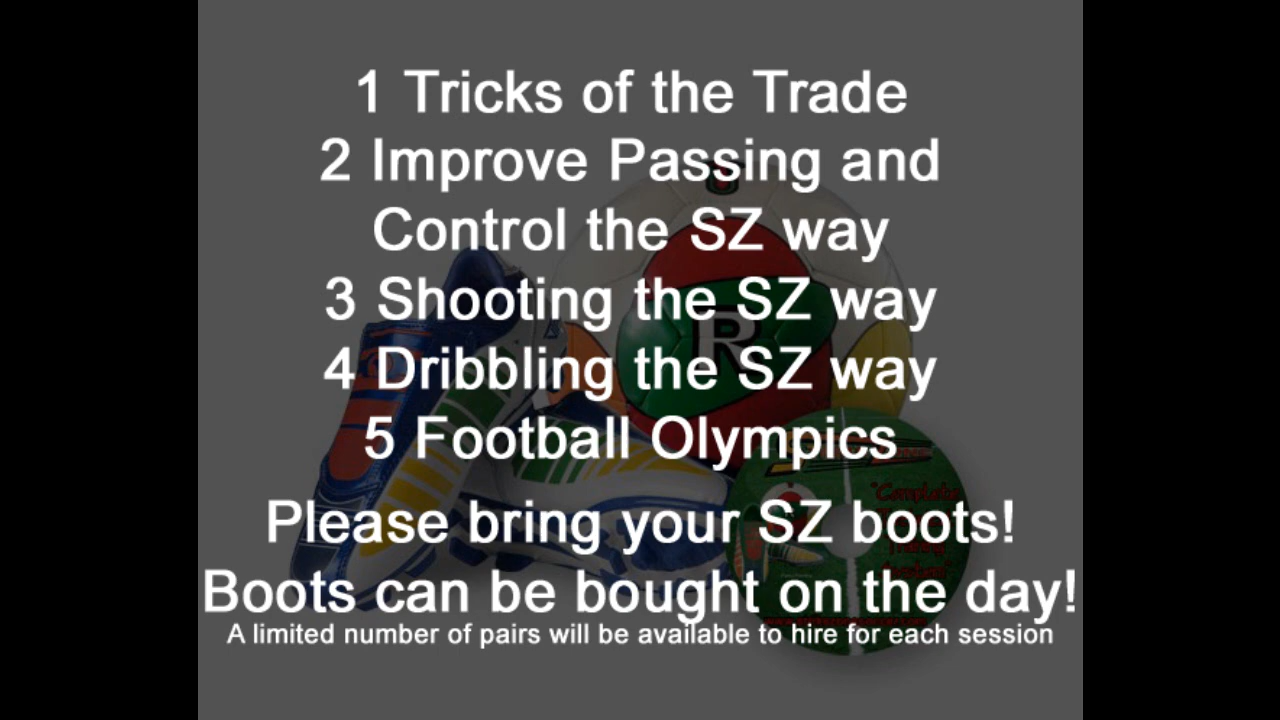 1 Tricks of the Trade
2 Improve Passing and
Control the SZ way
3 Shooting the SZ way
4 Dribbling the SZ way
5 Football Olympics
Please bring your SZ boots!
Boots can be bought on the day!
A limited number of pairs will be available to hire for each session
R
"Complete